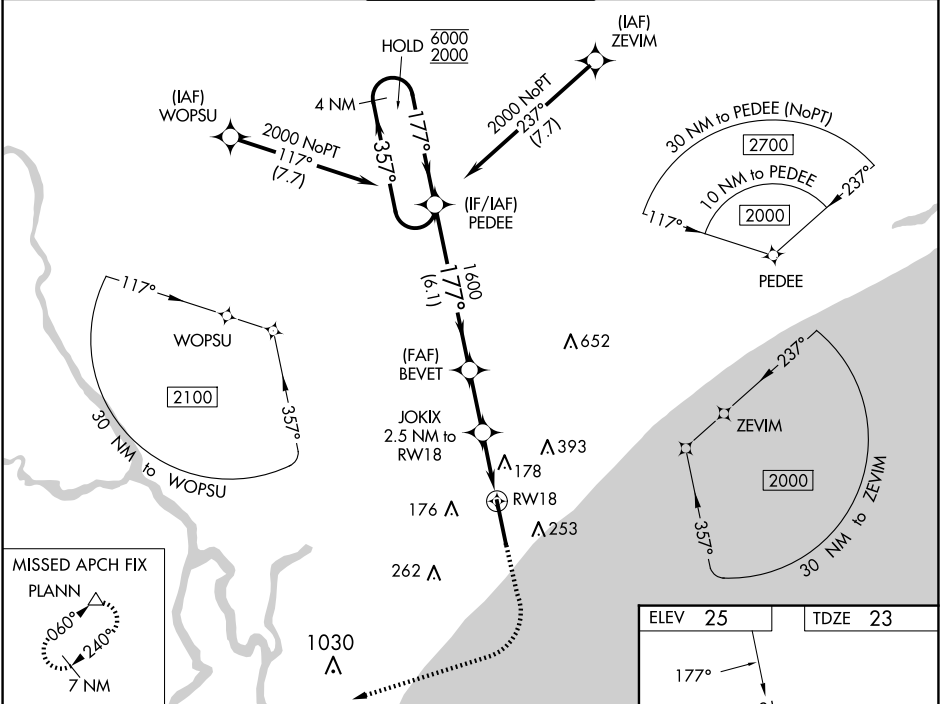 (IAF)
ZEVIM
HOLD 6000
2000
(IAF)
WOPSU
4 NM
177°
357°
2000 NoPT
117°
(7.7)
2000 NoPT
237°
(7.7)
(IF/IAF)
PEDEE
30 NM to PEDEE (NoPT)
2700
10 NM to PEDEE
2000
117°
237°
PEDEE
1600
177°
(6.1)
117°
WOPSU
2100
357°
30 NM to WOPSU
652
(FAF)
BEVET
JOKIX
2.5 NM to
RW18
393
178
RW18
176
253
262
1030
237°
ZEVIM
2000
357°
30 NM to ZEVIM
MISSED APCH FIX
PLANN
060°
240°
7 NM
ELEV 25
TDZE 23
177°